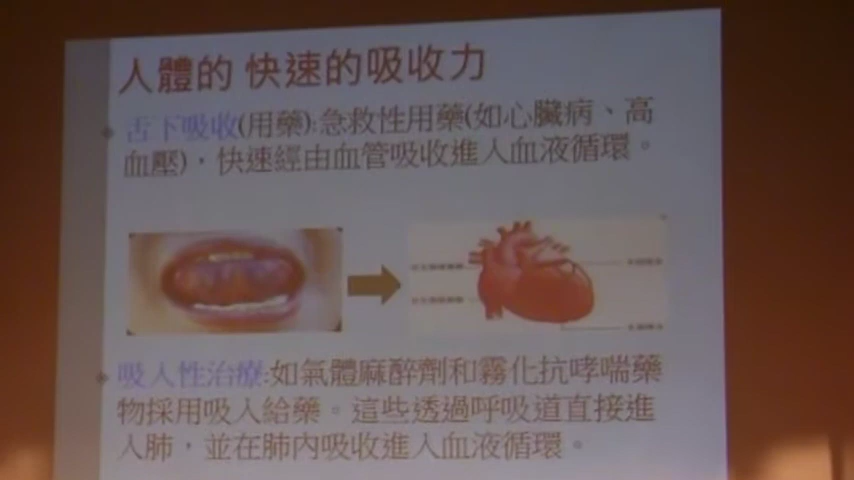 人體的 快速的吸收力
舌下吸收(用藥):急救性用藥(如心臟病、高
血壓)，快速經由血管吸收進入血液循環。
吸入性治療:如氣體麻醉劑和霧化抗哮喘藥
物採用吸入給藥。這些透過呼吸道直接進
入肺，並在肺內吸收進入血液循環。